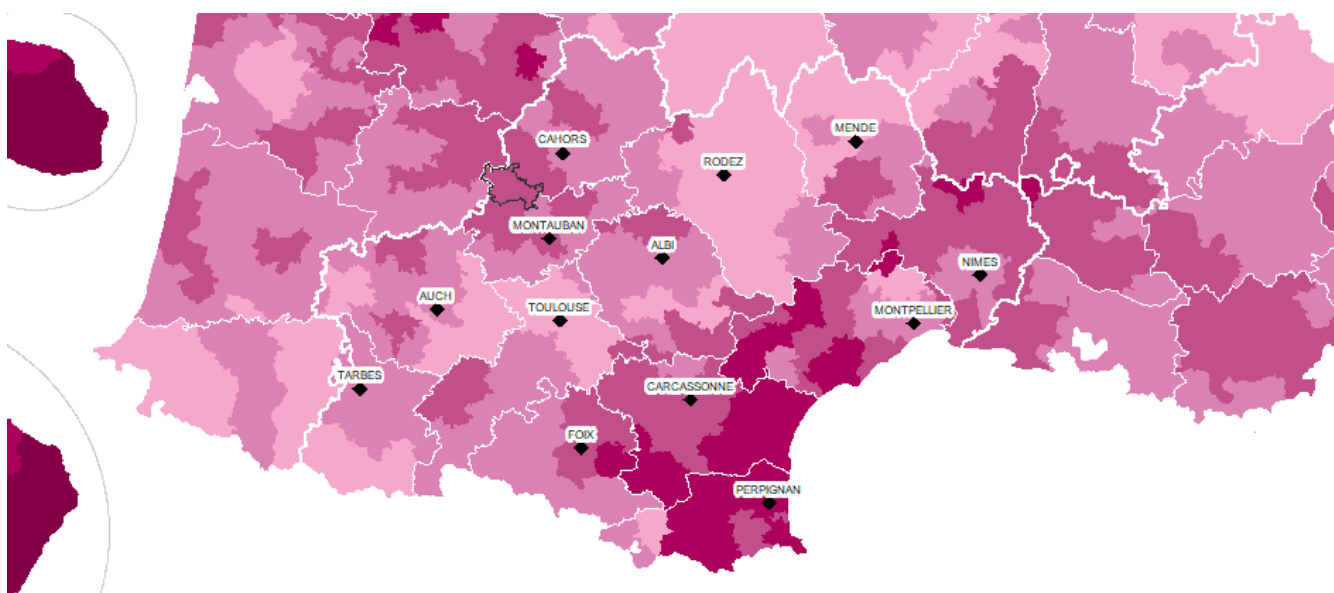 MENDE
CAHORS
RODEZ
MONTAUBAN
ALBI
NIMES
AUCH
TOULOUSE
MONTPELLIER
TARBES
CARCASSONNE
FOIX
PERPIGNAN